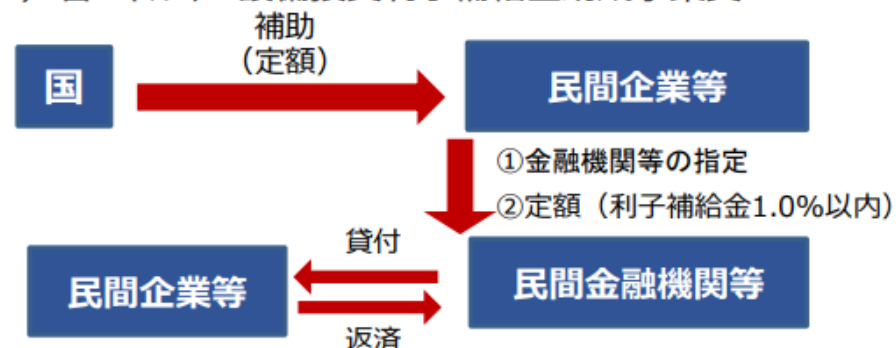 補助
（定額）
国
民間企業等
①金融機関等の指定
②定額（利子補給金1.0%以内）
貸付
民間企業等
民間金融機関等
返済